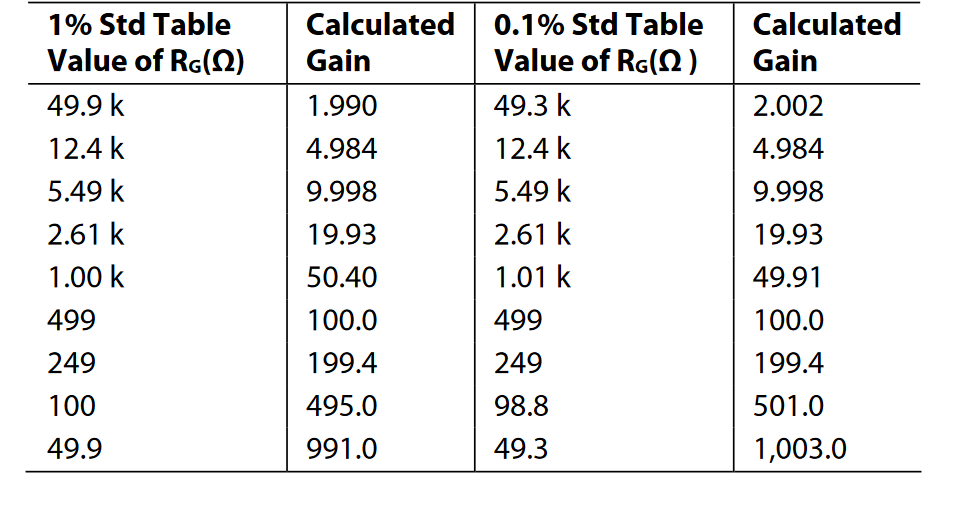 1% Std Table Calculated 0.1% Std Table Calculated
Value of RG(Ω) Gain Value of RG(Ω ) Gain
49.9 k 1.990 49.3 k 2.002
12.4 k 4.984 12.4 k 4.984
5.49 k 9.998 5.49 k 9.998
2.61 k 19.93 2.61 k 19.93
1.00 k 50.40 1.01 k 49.91
499 100.0 499 100.0
249 199.4 249 199.4
100 495.0 98.8 501.0
49.9 991.0 49.3 1,003.0